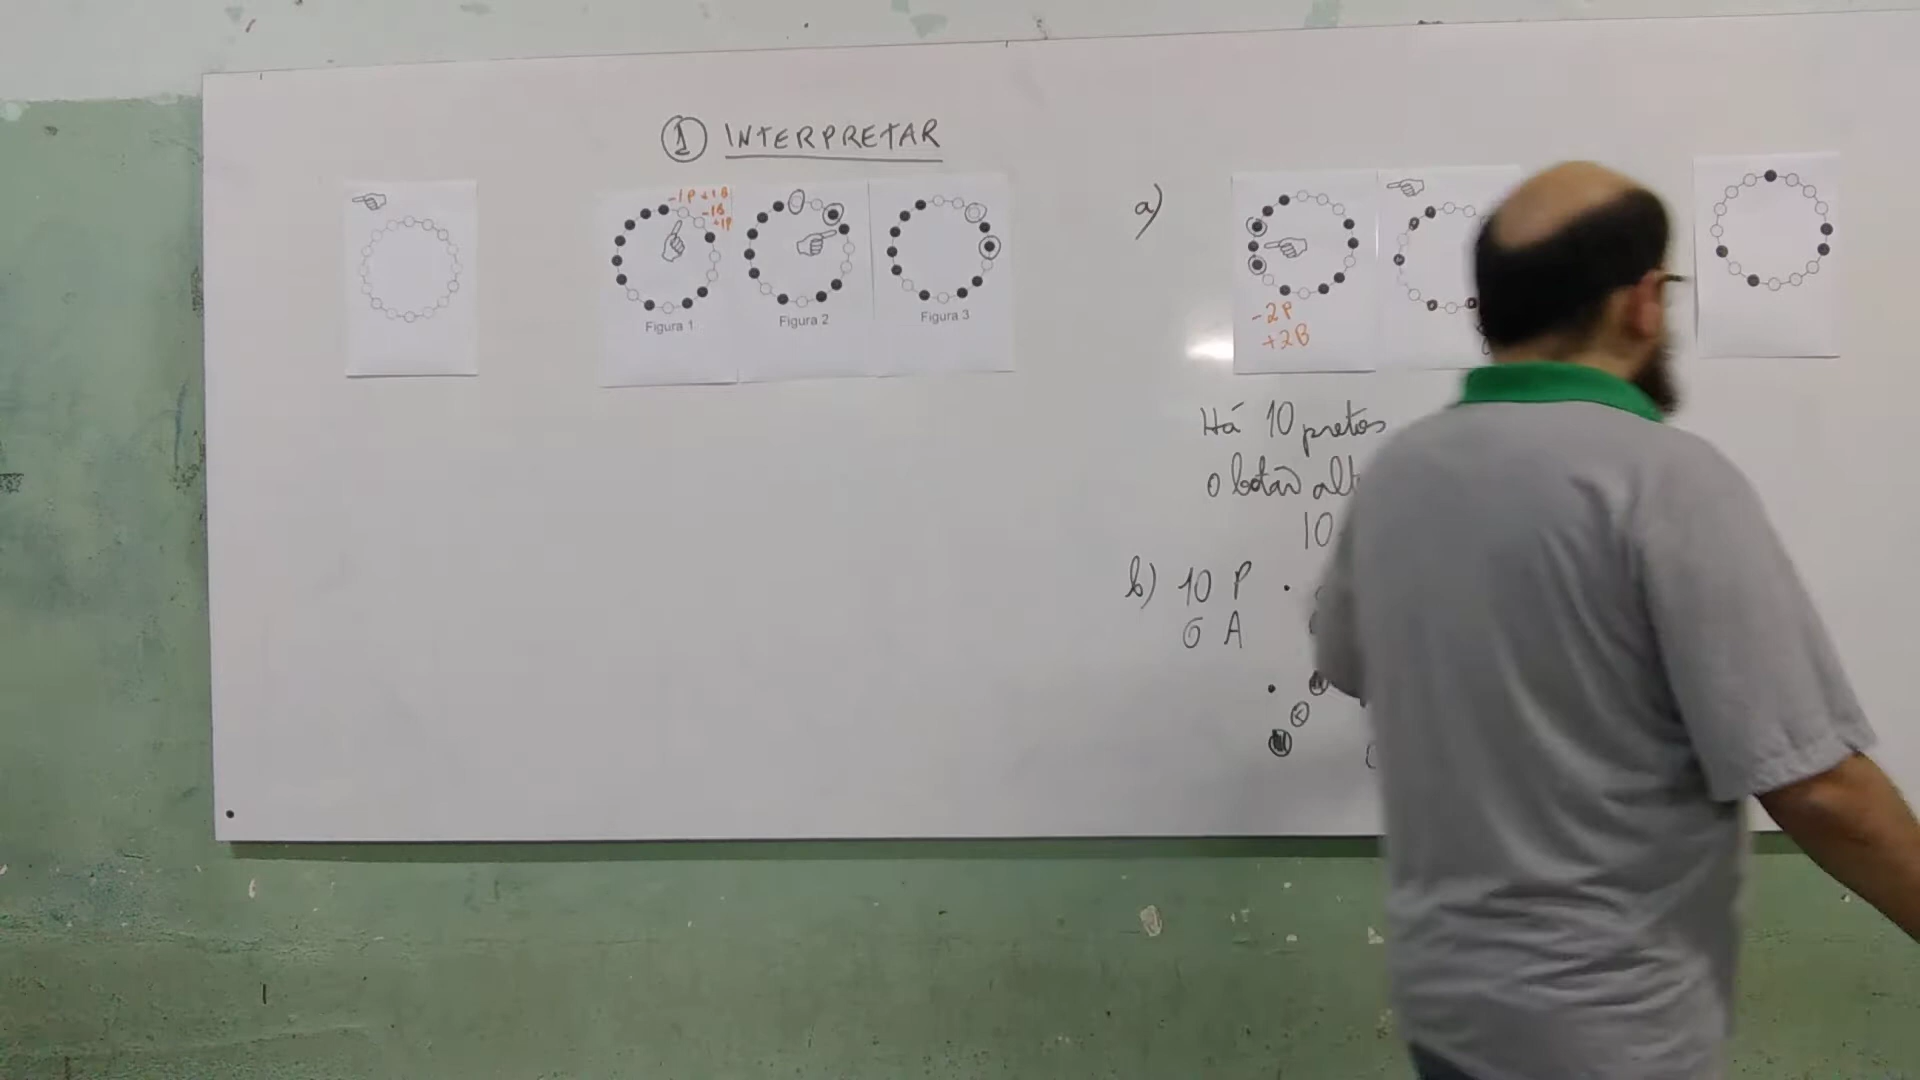 ① INTERPRETAR
-1P +1B
-1B
+1P
Figura 1
Figura 2
Figura 3
a)
-2P
+2B
Há 10 pretos
o botão
10
b) 10 P
6 A